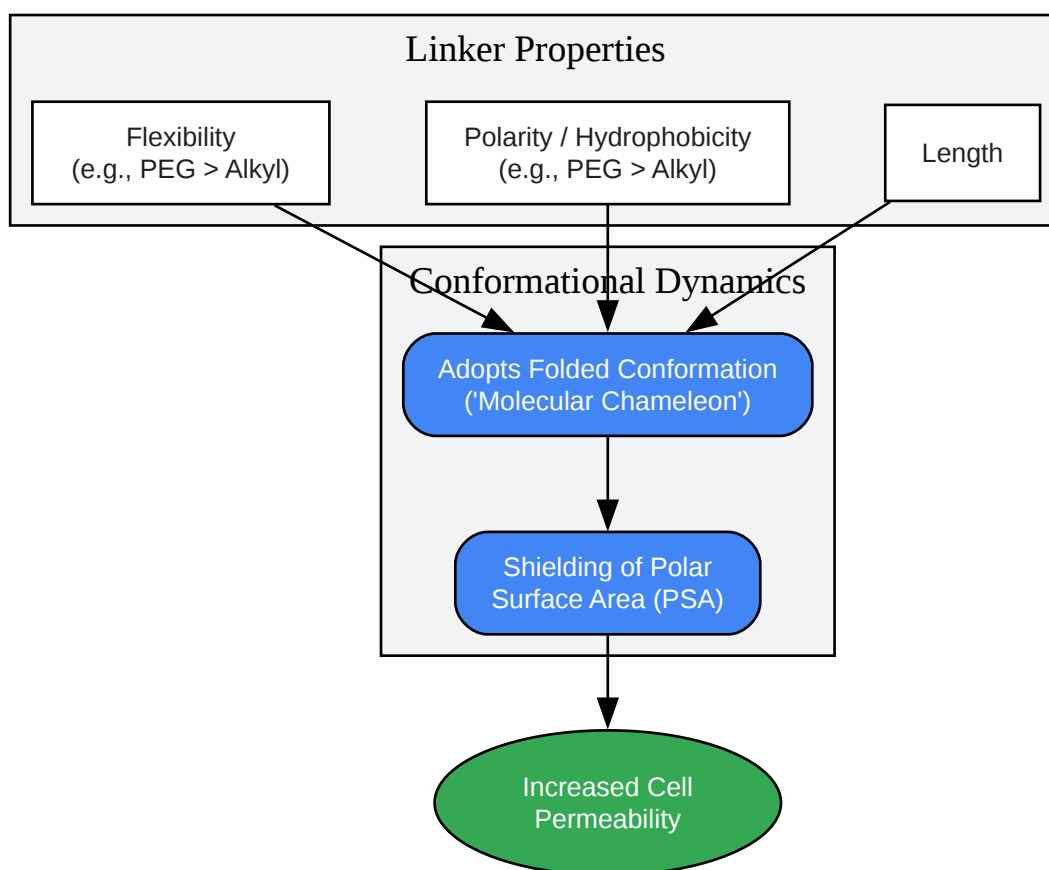 Linker Properties
Flexibility
(e.g., PEG > Alkyl)
Polarity / Hydrophobicity
(e.g., PEG > Alkyl)
Length
Conformational Dynamics
Adopts Folded Conformation
('Molecular Chameleon')
Shielding of Polar
Surface Area (PSA)
Increased Cell
Permeability